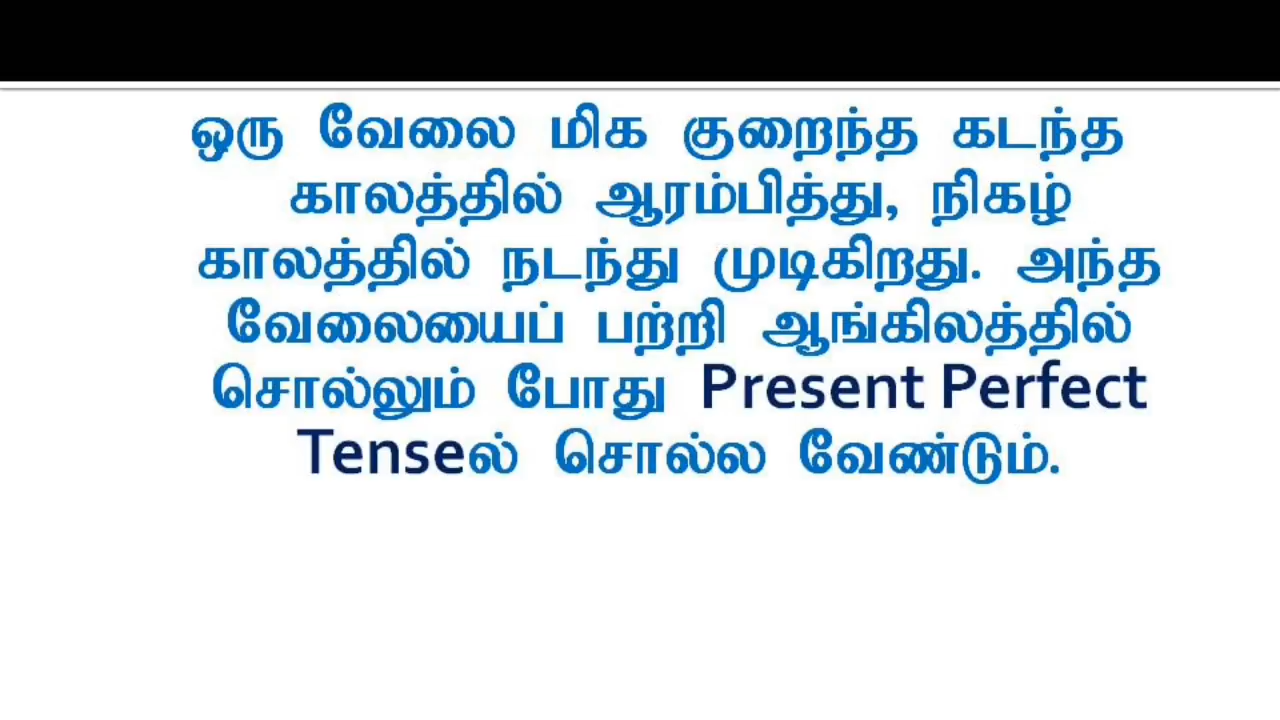 ஒரு வேலை மிக குறைந்த கடந்த
காலத்தில் ஆரம்பித்து, நிகழ்
காலத்தில் நடந்து முடிகிறது. அந்த
வேலையைப் பற்றி ஆங்கிலத்தில்
சொல்லும் போது Present Perfect
Tenseல் சொல்ல வேண்டும்.